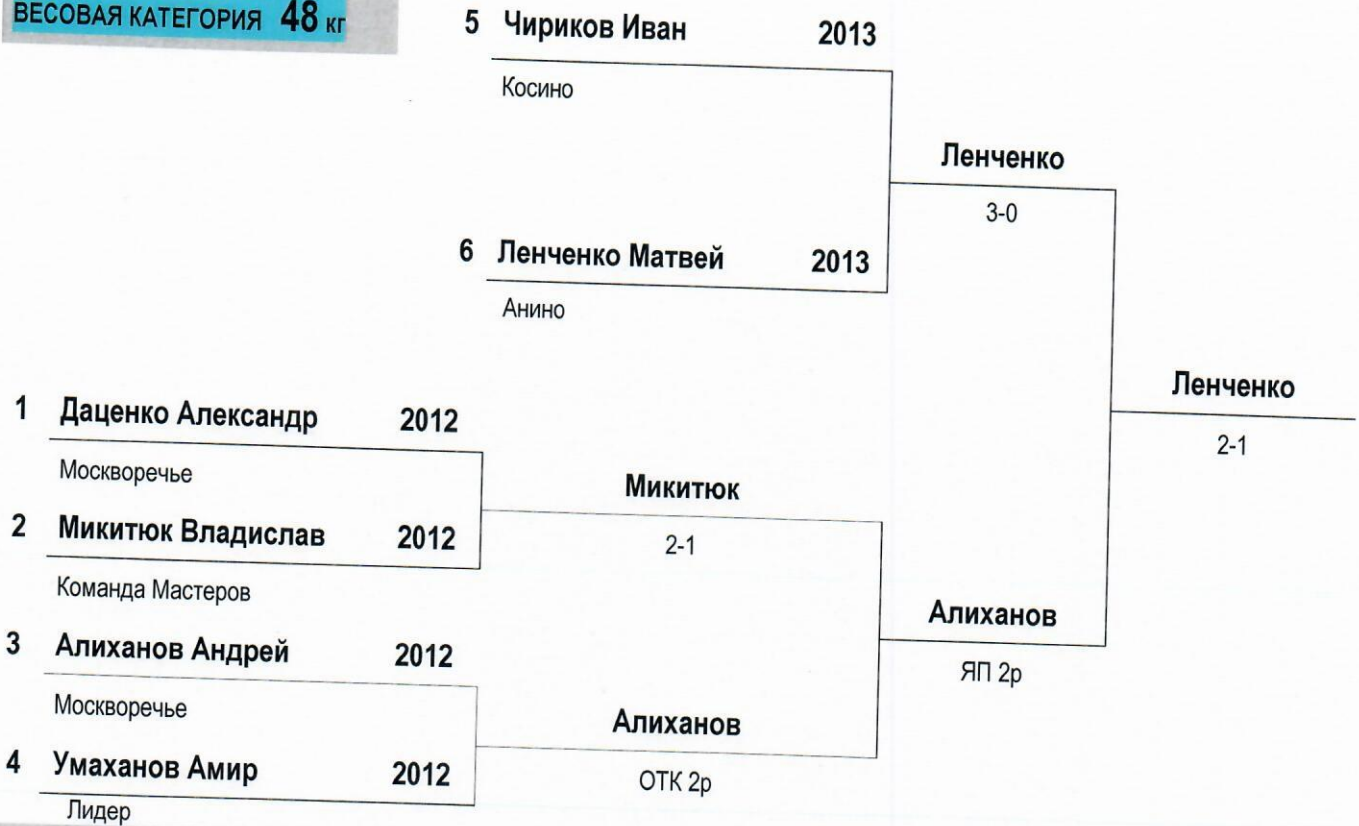 ВЕСОВАЯ КАТЕГОРИЯ 48 кг
5 Чириков Иван 2013
Косино
Ленченко
3-0
6 Ленченко Матвей 2013
Анино
Ленченко
2-1
1 Даценко Александр 2012
Москворечье
Микитюк
2-1
2 Микитюк Владислав 2012
Команда Мастеров
Алиханов
ЯП 2р
3 Алиханов Андрей 2012
Москворечье
Алиханов
ОТК 2р
4 Умаханов Амир 2012
Лидер